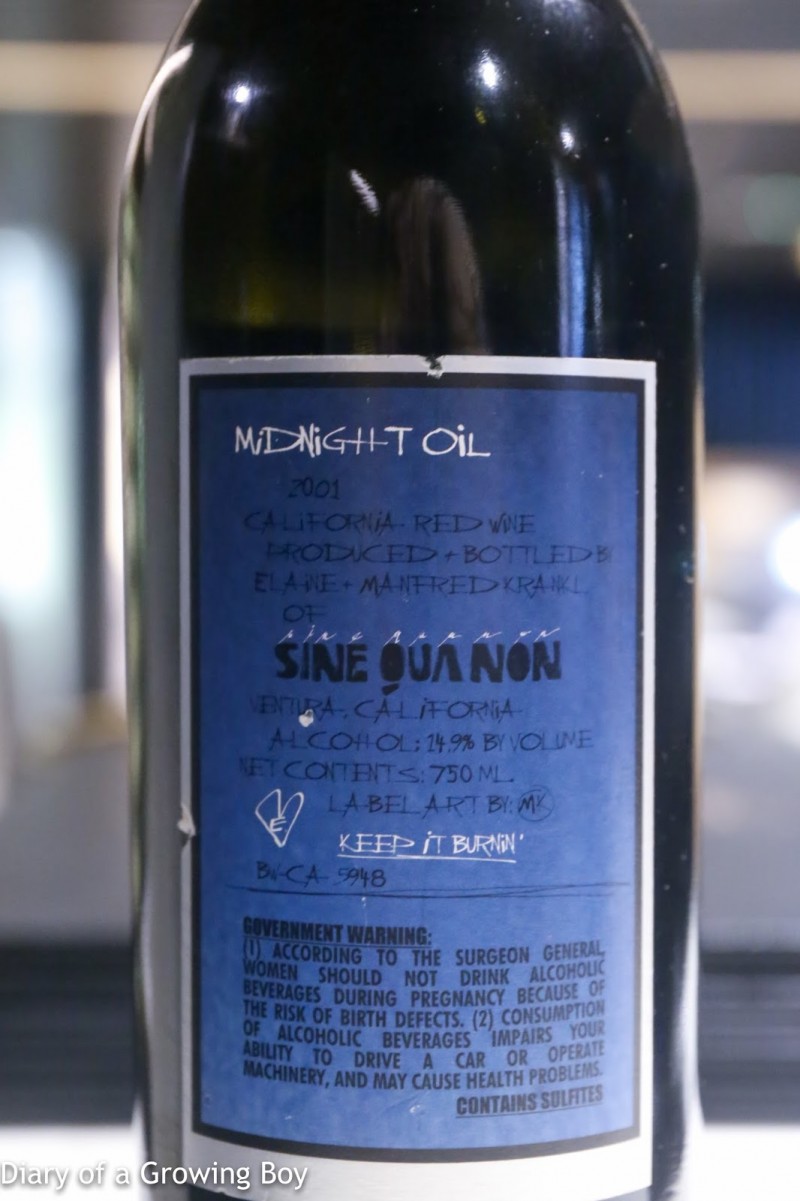 MiDNiGHT OiL
2001
CALiFORNiA RED WiNE
PRODUCED + BOTTLED BY
ELAiNE + MANFRED KRANKL
OF
sine qua non
SINE QUA NON
VENTURA, CALiFORNiA
ALCOHOL: 14.9% BY VOLUME
NET CONTENTS: 750 ML
LABEL ART BY: MK
KEEP iT BURNiN'
BW-CA 5948
GOVERNMENT WARNING:
(1) ACCORDING TO THE SURGEON GENERAL,
WOMEN SHOULD NOT DRINK ALCOHOLIC
BEVERAGES DURING PREGNANCY BECAUSE OF
THE RISK OF BIRTH DEFECTS. (2) CONSUMPTION
OF ALCOHOLIC BEVERAGES IMPAIRS YOUR
ABILITY TO DRIVE A CAR OR OPERATE
MACHINERY, AND MAY CAUSE HEALTH PROBLEMS.
CONTAINS SULFITES
Diary of a Growing Boy